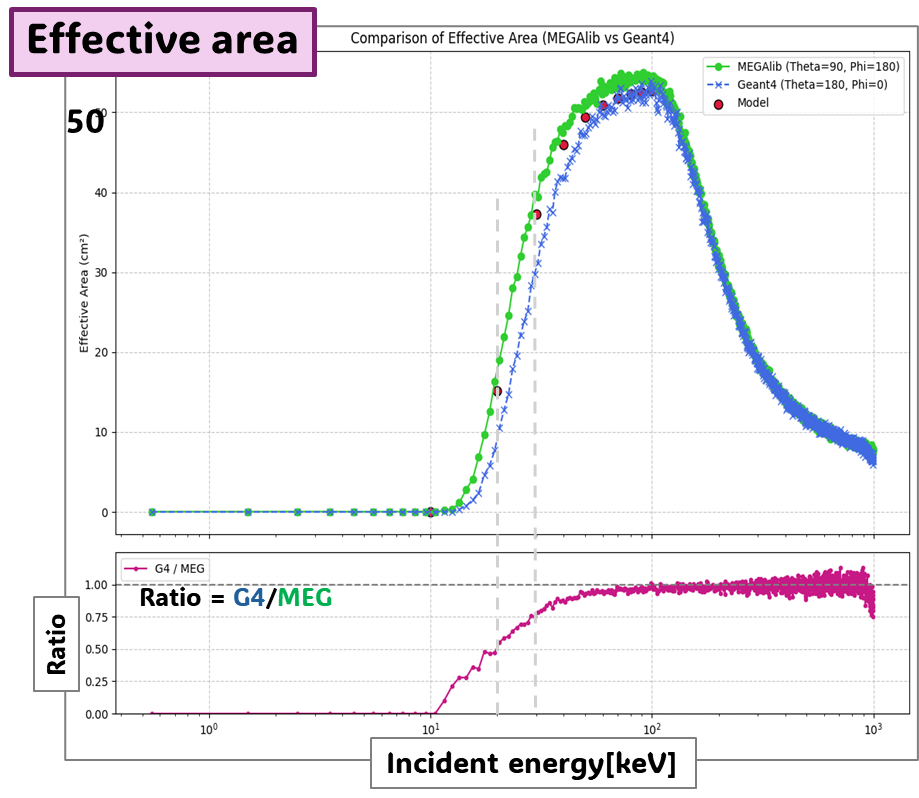 Effective area
Comparison of Effective Area (MEGAlib vs Geant4)
MEGAlib (Theta=90, Phi=180)
Geant4 (Theta=180, Phi=0)
Model
50
50
40
30
20
10
0
Effective Area (cm²)
G4 / MEG
Ratio = G4/MEG
1.00
0.75
0.50
0.25
0.00
Ratio
10⁰
10¹
10²
10³
Incident energy[keV]